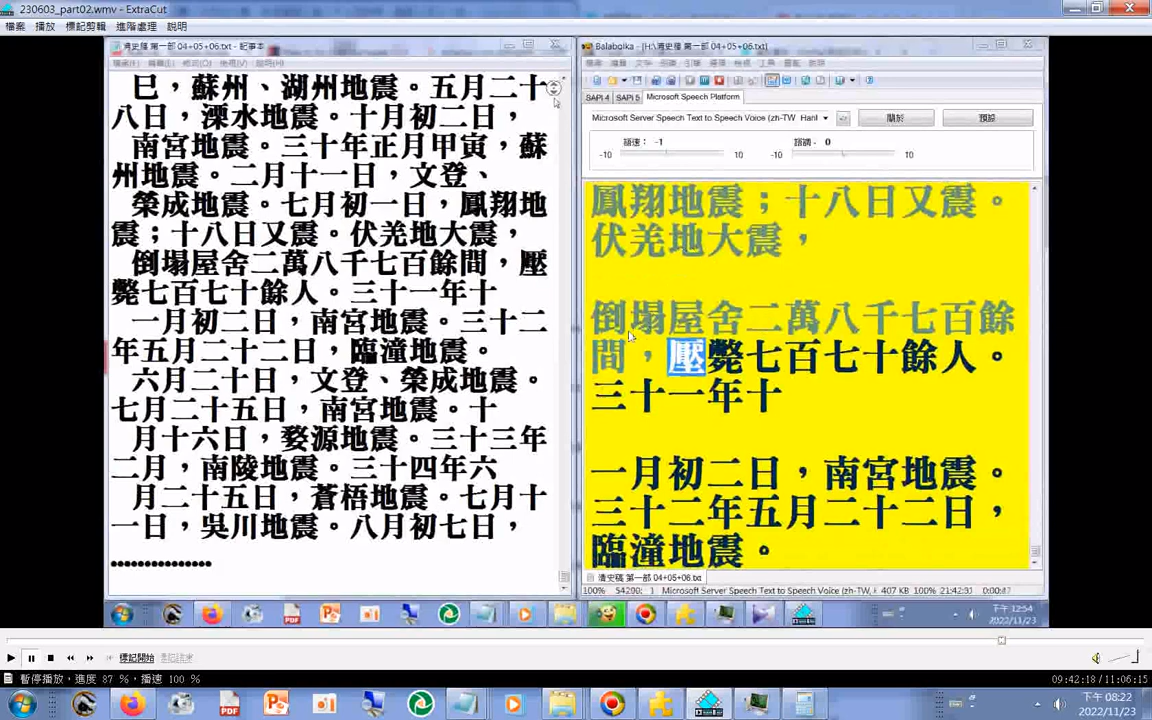 230603_part02.wmv - ExtraCut
檔案 播放 標記剪輯 進階處理 說明
清史稿 第一部 04+05+06.txt - 記事本
巳，蘇州、湖州地震。五月二十
八日，溧水地震。十月初二日，
南宮地震。三十年正月甲寅，蘇
州地震。二月十一日，文登、
榮成地震。七月初一日，鳳翔地
震；十八日又震。伏羌地大震，
倒塌屋舍二萬八千七百餘間，壓
斃七百七十餘人。三十一年十
一月初二日，南宮地震。三十二
年五月二十二日，臨潼地震。
六月二十日，文登、榮成地震。
七月二十五日，南宮地震。十
月十六日，婺源地震。三十三年
二月，南陵地震。三十四年六
月二十五日，蒼梧地震。七月十
一日，吳川地震。八月初七日，
Balabolka - [H:\清史稿 第一部 04+05+06.txt]
SAPI 4 SAPI 5 Microsoft Speech Platform
Microsoft Server Speech Text to Speech Voice (zh-TW, HanH
關於
預設
語速： -1
語調 - 0
-10 10 -10 10
鳳翔地震；十八日又震。
伏羌地大震，
倒塌屋舍二萬八千七百餘
間，壓斃七百七十餘人。
三十一年十
一月初二日，南宮地震。
三十二年五月二十二日，
臨潼地震。
清史稿 第一部 04+05+06.txt
Microsoft Server Speech Text to Speech Voice (zh-TW, 100% 407 KB
下午 12:54
2022/11/23
標記開始 標記結束
暫停播放，進度 87 %，播速 100 %
09:42:18 / 11:06:15
下午 08:22
2022/11/23